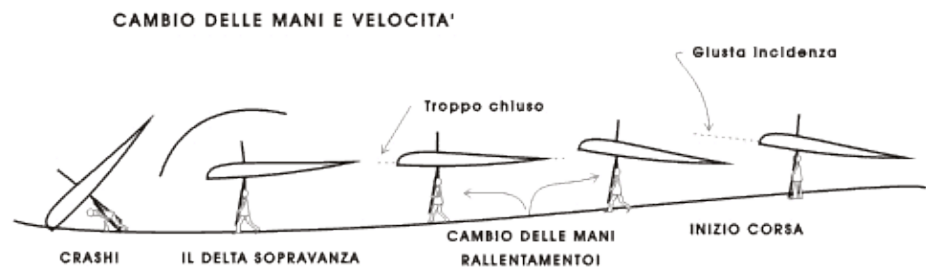 CAMBIO DELLE MANI E VELOCITA'
Giusta incidenza
Troppo chiuso
CRASH!
IL DELTA SOPRAVANZA
CAMBIO DELLE MANI
RALLENTAMENTO!
INIZIO CORSA